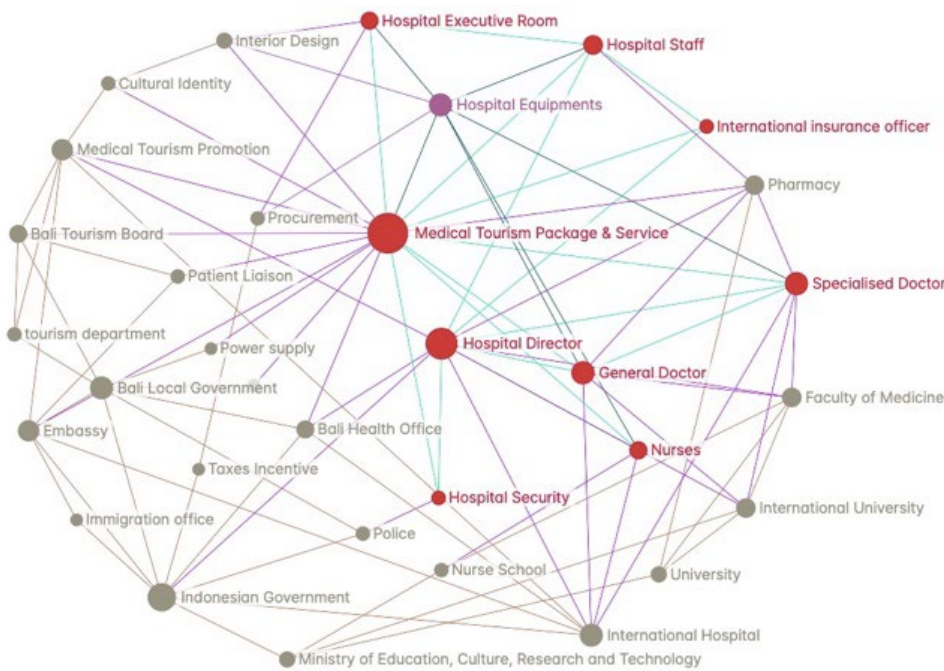 Hospital Executive Room
Interior Design
Hospital Staff
Cultural Identity
Hospital Equipments
International insurance officer
Medical Tourism Promotion
Pharmacy
Procurement
Bali Tourism Board
Medical Tourism Package & Service
Patient Liaison
Specialised Doctor
tourism department
Power supply
Hospital Director
General Doctor
Bali Local Government
Faculty of Medicine
Embassy
Bali Health Office
Nurses
Taxes Incentive
Hospital Security
International University
Immigration office
Police
Nurse School
University
Indonesian Government
International Hospital
Ministry of Education, Culture, Research and Technology